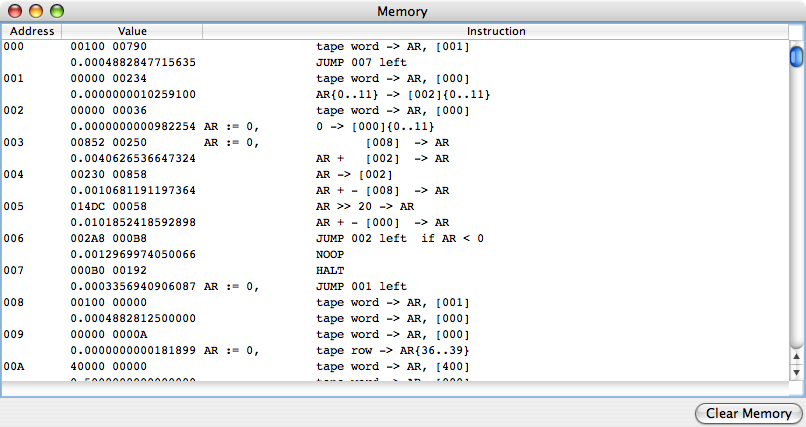 Memory
Address Value Instruction
000 00100 00790 tape word -> AR, [001]
0.0004882847715635 JUMP 007 left
001 00000 00234 tape word -> AR, [000]
0.0000000010259100 AR{0..11} -> [002]{0..11}
002 00000 00036 tape word -> AR, [000]
0.0000000000982254 AR := 0, 0 -> [000]{0..11}
003 00852 00250 AR := 0, [008] -> AR
0.0040626536647324 AR + [002] -> AR
004 00230 00858 AR -> [002]
0.0010681191197364 AR + - [008] -> AR
005 014DC 00058 AR >> 20 -> AR
0.0101852418592898 AR + - [000] -> AR
006 002A8 000B8 JUMP 002 left if AR < 0
0.0012969974050066 NOOP
007 000B0 00192 HALT
0.0003356940906087 AR := 0, JUMP 001 left
008 00100 00000 tape word -> AR, [001]
0.0004882812500000 tape word -> AR, [000]
009 00000 0000A tape word -> AR, [000]
0.0000000000181899 AR := 0, tape row -> AR{36..39}
00A 40000 00000 tape word -> AR, [400]
Clear Memory